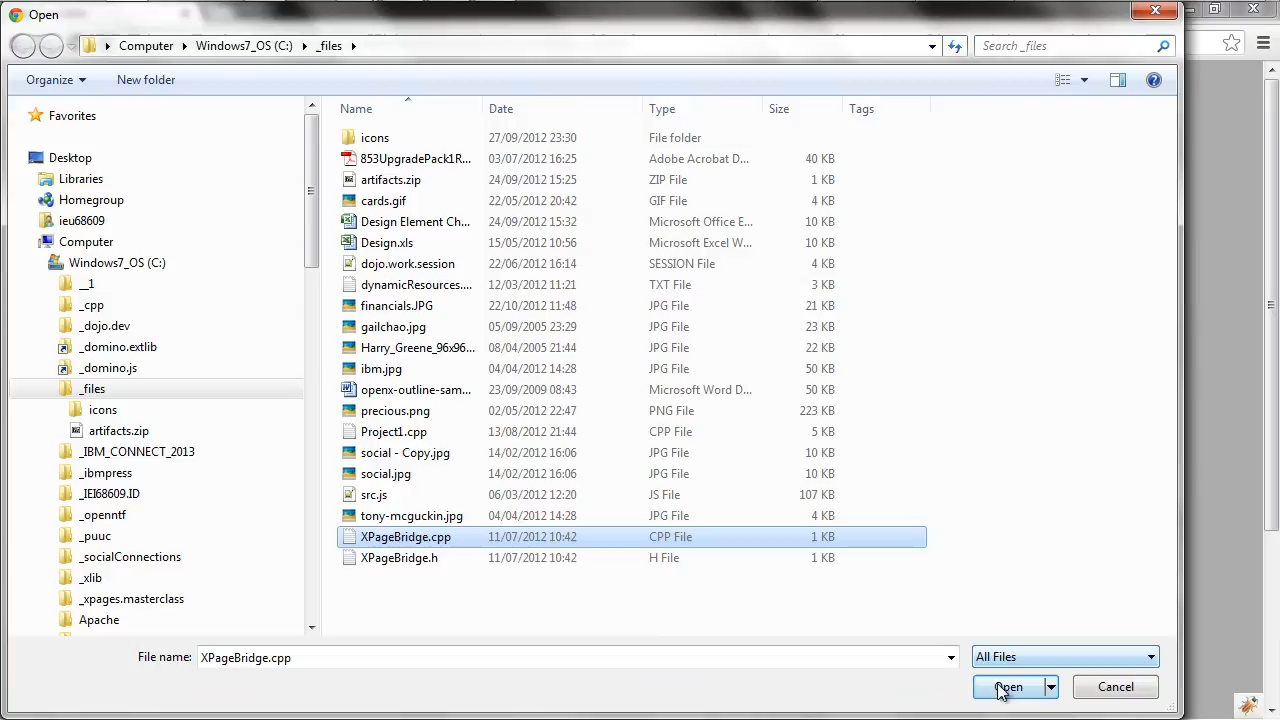 Open
Computer Windows7_OS (C:) _files Search _files
Organize New folder
Favorites
Desktop
Libraries
Homegroup
ieu68609
Computer
Windows7_OS (C:)
__1
_cpp
_dojo.dev
_domino.extlib
_domino.js
_files
icons
artifacts.zip
_IBM_CONNECT_2013
_ibmpress
_IEI68609.ID
_openntf
_puuc
_socialConnections
_xlib
_xpages.masterclass
Apache
Name Date Type Size Tags
icons 27/09/2012 23:30 File folder
853UpgradePack1R... 03/07/2012 16:25 Adobe Acrobat D... 40 KB
artifacts.zip 24/09/2012 15:25 ZIP File 1 KB
cards.gif 22/05/2012 20:42 GIF File 4 KB
Design Element Ch... 24/09/2012 15:32 Microsoft Office E... 10 KB
Design.xls 15/05/2012 10:56 Microsoft Excel W... 10 KB
dojo.work.session 22/06/2012 16:14 SESSION File 4 KB
dynamicResources.... 12/03/2012 11:21 TXT File 3 KB
financials.JPG 22/10/2012 11:48 JPG File 21 KB
gailchao.jpg 05/09/2005 23:29 JPG File 23 KB
Harry_Greene_96x96... 08/04/2005 21:44 JPG File 22 KB
ibm.jpg 04/04/2012 14:28 JPG File 50 KB
openx-outline-sam... 23/09/2009 08:43 Microsoft Word D... 50 KB
precious.png 02/05/2012 22:47 PNG File 223 KB
Project1.cpp 13/08/2012 21:44 CPP File 5 KB
social - Copy.jpg 14/02/2012 16:06 JPG File 10 KB
social.jpg 14/02/2012 16:06 JPG File 10 KB
src.js 06/03/2012 12:20 JS File 107 KB
tony-mcguckin.jpg 04/04/2012 14:28 JPG File 4 KB
XPageBridge.cpp 11/07/2012 10:42 CPP File 1 KB
XPageBridge.h 11/07/2012 10:42 H File 1 KB
File name: XPageBridge.cpp All Files
Open Cancel